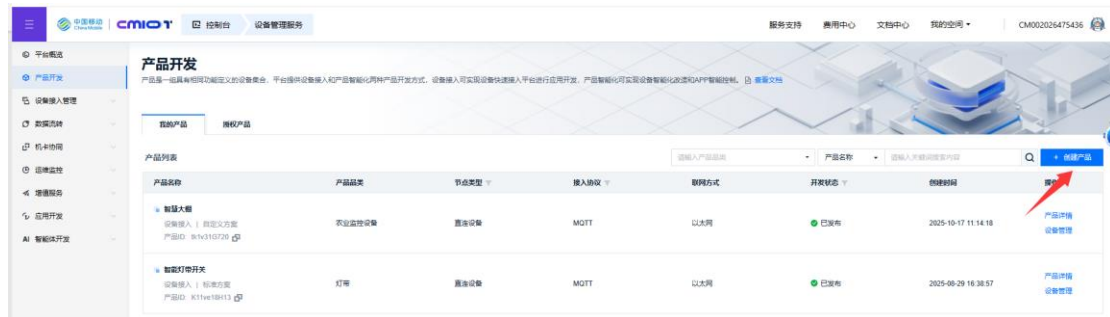 中国移动 China Mobile CMIOT 控制台 设备管理服务 服务支持 费用中心 文档中心 我的空间 CM002026475436
平台概览
产品开发
设备接入管理
数据流转
机卡协同
运维监控
增值服务
应用开发
AI 智能体开发
产品开发
产品是一组具有相同功能定义的设备集合，平台提供设备接入和产品智能化两种产品开发方式，设备接入可实现设备快速接入平台进行应用开发，产品智能化可实现设备智能化改造和APP智能控制。 查看文档
我的产品 授权产品
产品列表 请输入产品品类 产品名称 请输入关键词搜索内容 + 创建产品
产品名称 产品品类 节点类型 接入协议 联网方式 开发状态 创建时间
智慧大棚
设备接入 | 自定义方案
农业监控设备 直连设备 MQTT 以太网 已发布 2025-10-17 11:14:18
产品详情
设备管理
智能灯带开关
设备接入 | 标准方案
产品ID K11ve18H13
灯带 直连设备 MQTT 以太网 已发布 2025-08-29 16:38:57
产品详情
设备管理